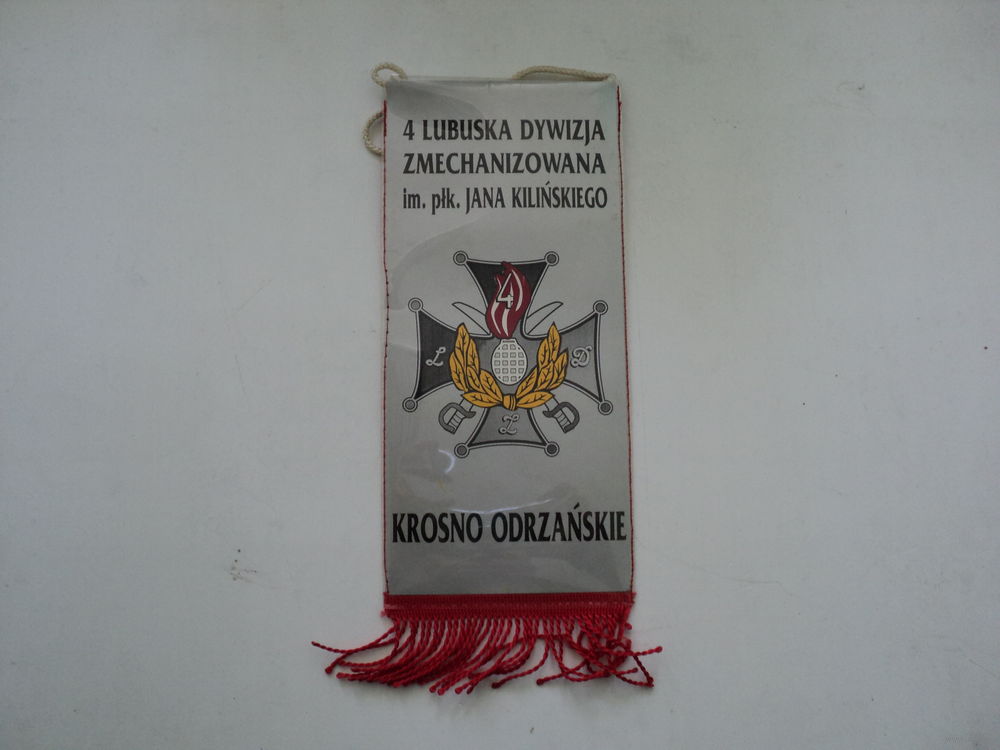 4 LUBUSKA DYWIZJA
ZMECHANIZOWANA
im. płk. JANA KILIŃSKIEGO
4
Ł D
Z
KROSNO ODRZAŃSKIE